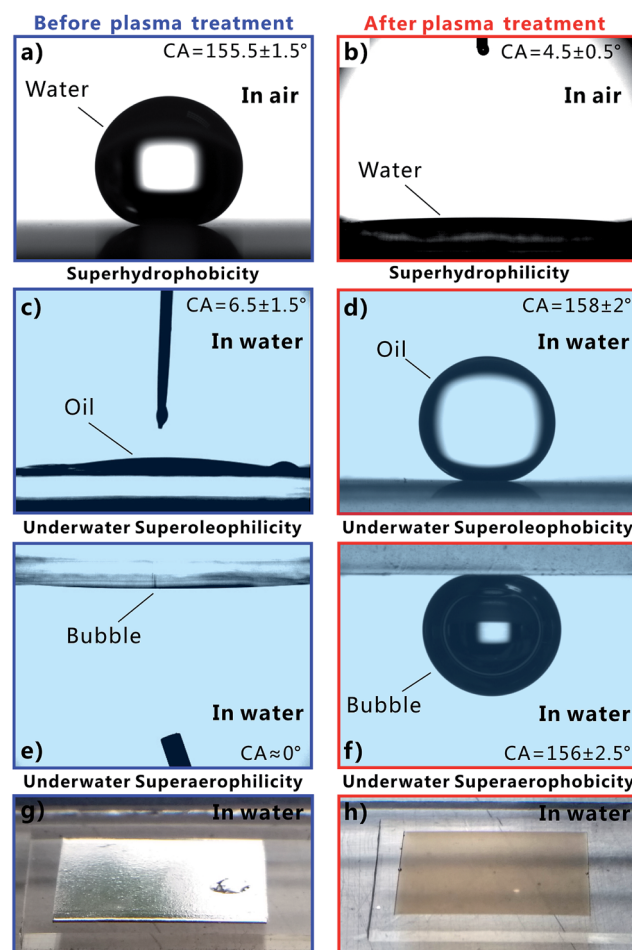 Before plasma treatment
After plasma treatment
a)
CA=155.5±1.5°
Water
In air
Superhydrophobicity
b)
CA=4.5±0.5°
In air
Water
Superhydrophilicity
c)
CA=6.5±1.5°
In water
Oil
Underwater Superoleophilicity
d)
CA=158±2°
In water
Oil
Underwater Superoleophobicity
Bubble
In water
e)
CA≈0°
Underwater Superaerophilicity
Bubble
In water
f)
CA=156±2.5°
Underwater Superaerophobicity
g)
In water
h)
In water